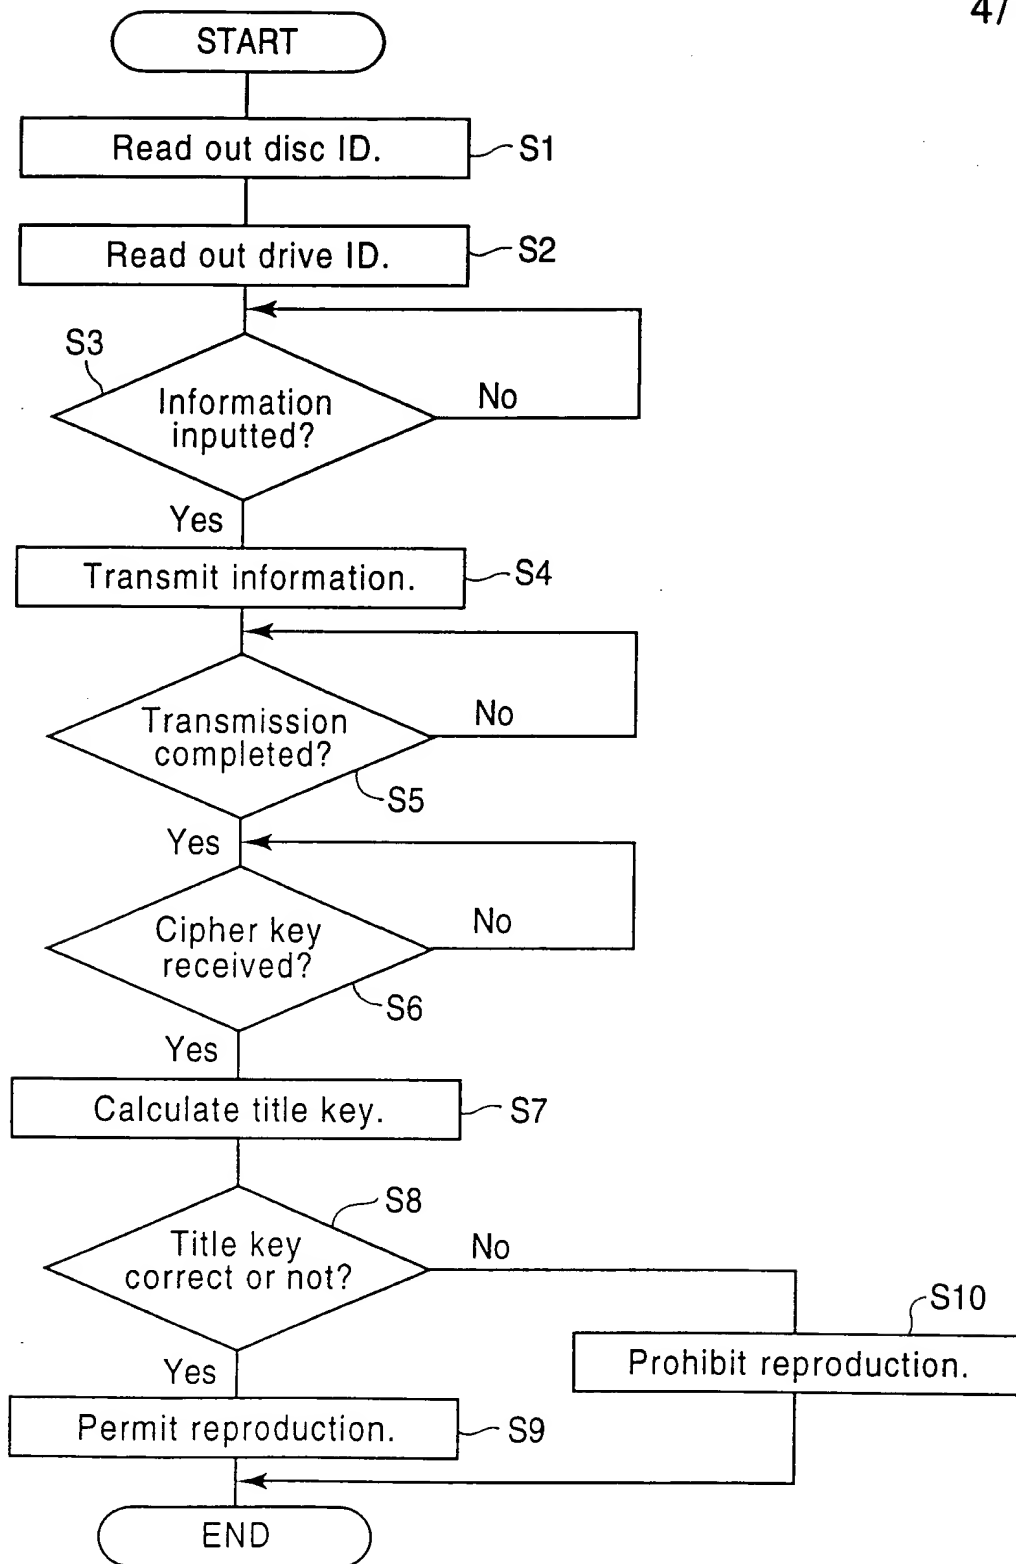 4/
START
Read out disc ID.
S1
Read out drive ID.
S2
S3
Information
inputted?
No
Yes
Transmit information.
S4
Transmission
completed?
No
S5
Yes
Cipher key
received?
No
S6
Yes
Calculate title key.
S7
S8
Title key
correct or not?
No
S10
Yes
Prohibit reproduction.
Permit reproduction.
S9
END